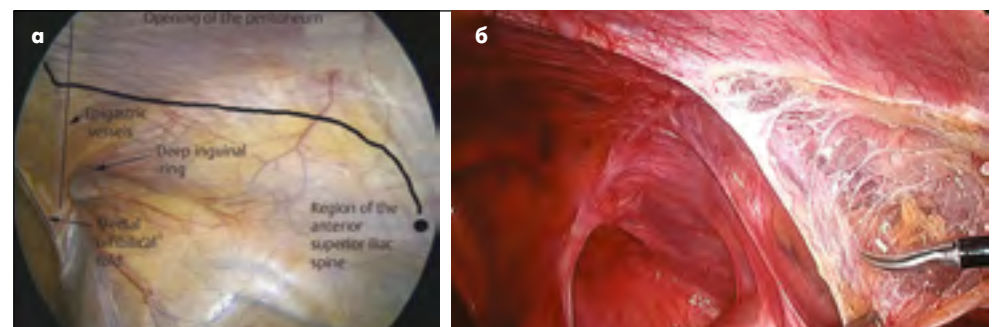 а
Opening of the peritoneum
Epigastric
vessels
Deep inguinal
ring
Medial
umbilical
fold
Region of the
anterior
superior iliac
spine
б